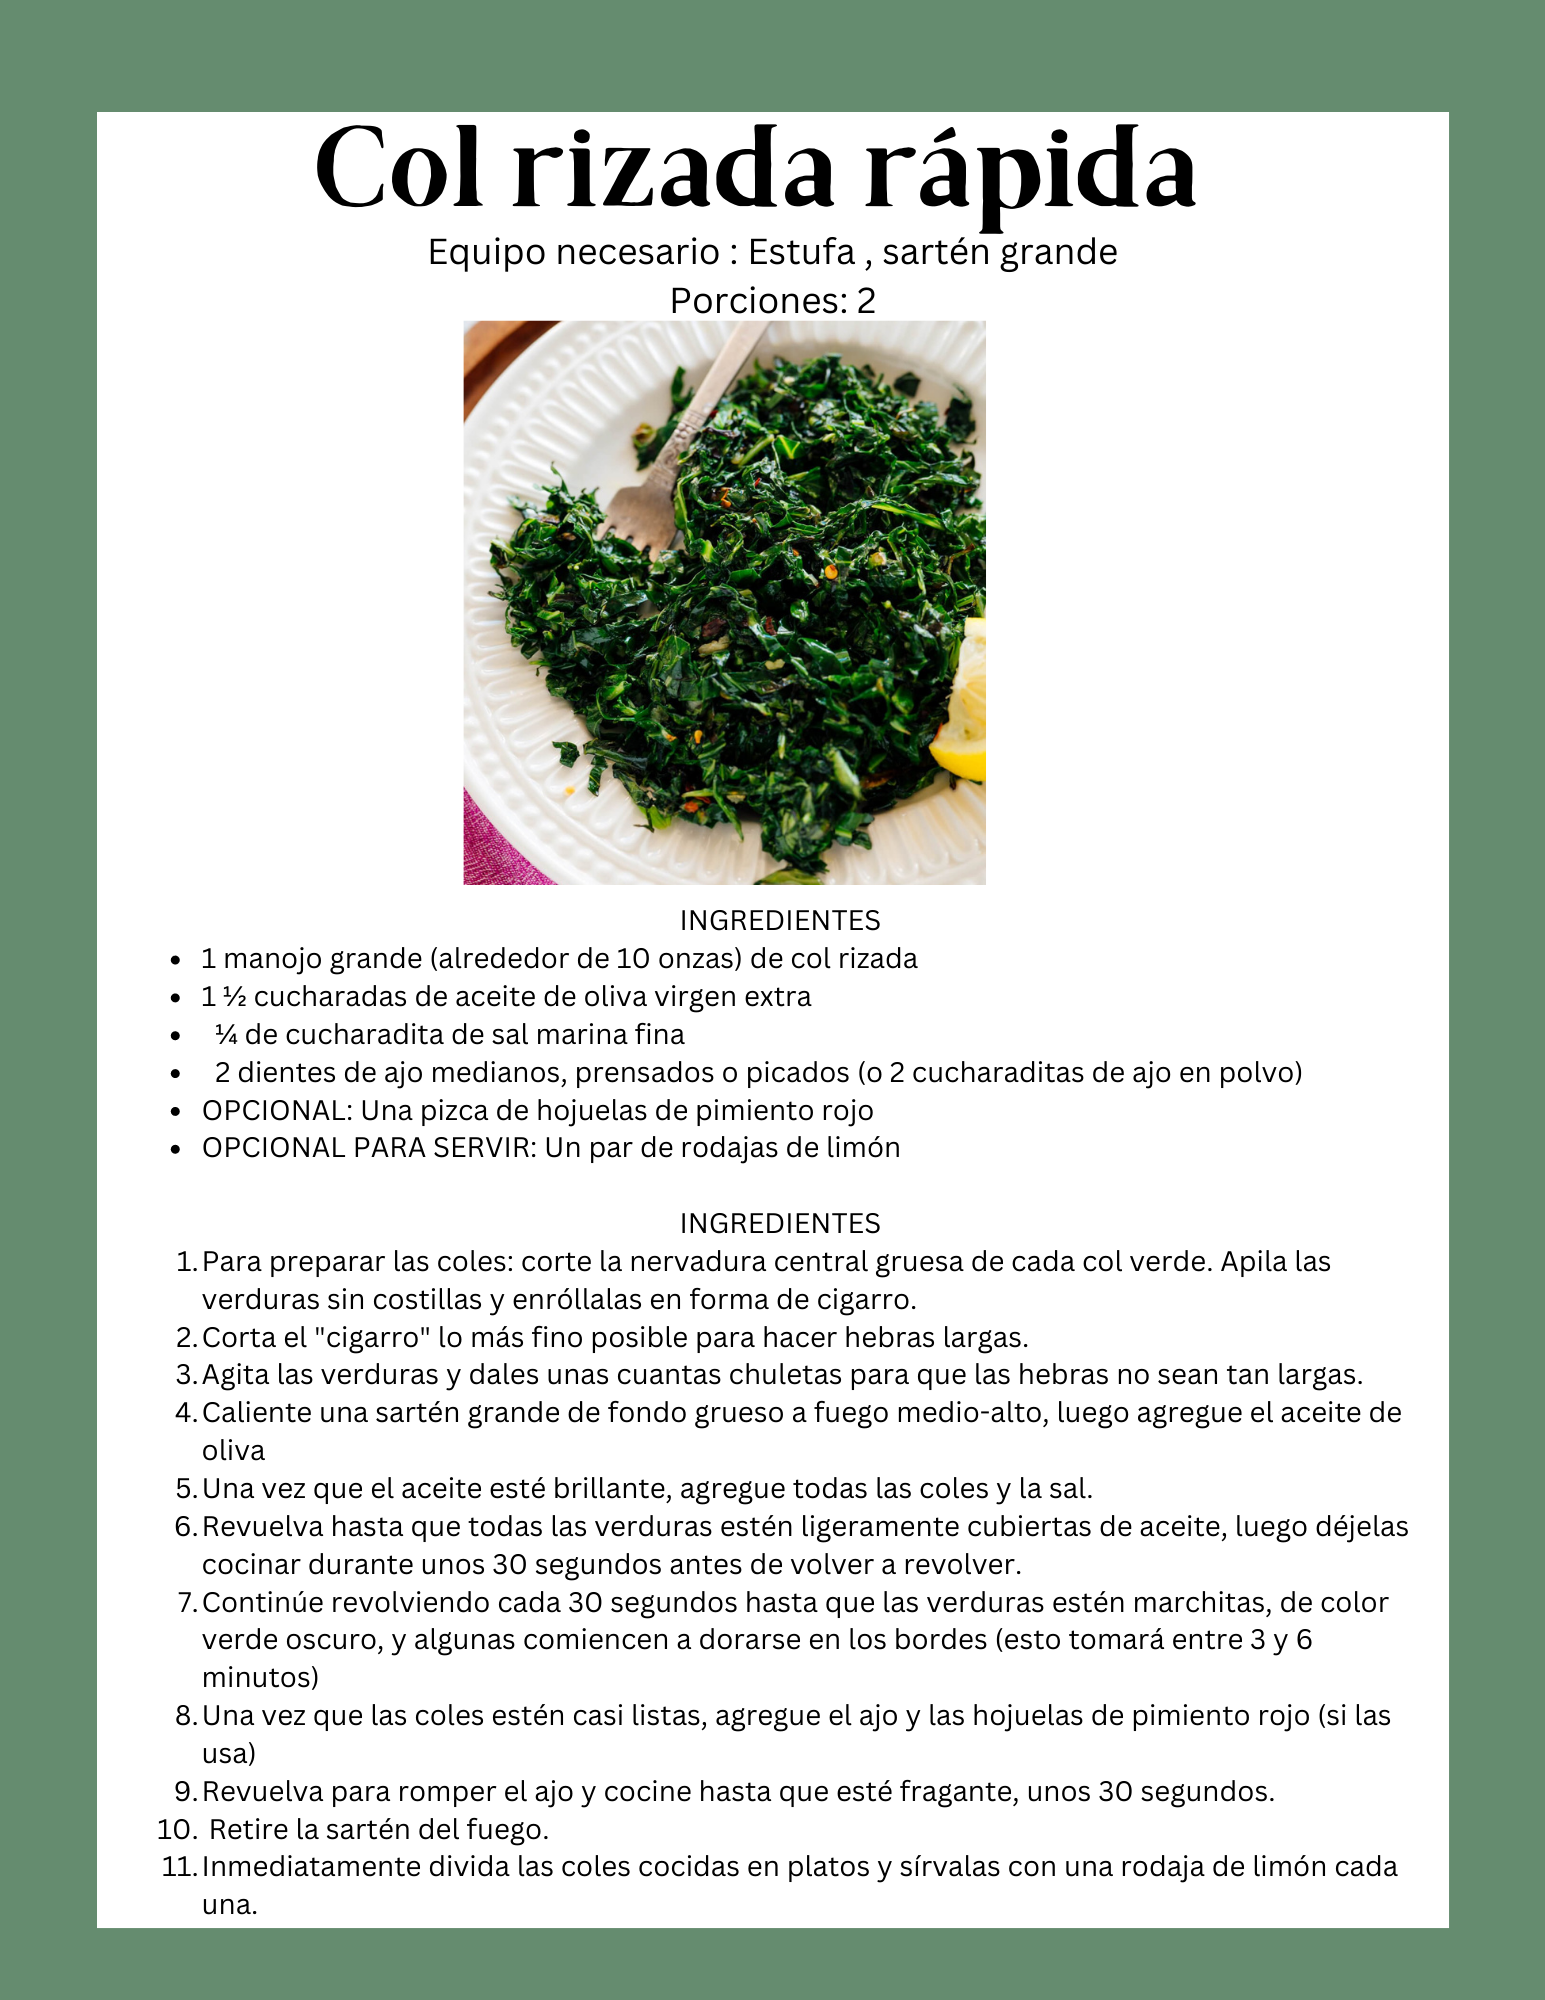 Col rizada rápida
Equipo necesario : Estufa , sartén grande
Porciones: 2
INGREDIENTES
• 1 manojo grande (alrededor de 10 onzas) de col rizada
• 1 ½ cucharadas de aceite de oliva virgen extra
• ¼ de cucharadita de sal marina fina
• 2 dientes de ajo medianos, prensados o picados (o 2 cucharaditas de ajo en polvo)
• OPCIONAL: Una pizca de hojuelas de pimiento rojo
• OPCIONAL PARA SERVIR: Un par de rodajas de limón
INGREDIENTES
1. Para preparar las coles: corte la nervadura central gruesa de cada col verde. Apila las
verduras sin costillas y enróllalas en forma de cigarro.
2. Corta el "cigarro" lo más fino posible para hacer hebras largas.
3. Agita las verduras y dales unas cuantas chuletas para que las hebras no sean tan largas.
4. Caliente una sartén grande de fondo grueso a fuego medio-alto, luego agregue el aceite de
oliva
5. Una vez que el aceite esté brillante, agregue todas las coles y la sal.
6. Revuelva hasta que todas las verduras estén ligeramente cubiertas de aceite, luego déjelas
cocinar durante unos 30 segundos antes de volver a revolver.
7. Continúe revolviendo cada 30 segundos hasta que las verduras estén marchitas, de color
verde oscuro, y algunas comiencen a dorarse en los bordes (esto tomará entre 3 y 6
minutos)
8. Una vez que las coles estén casi listas, agregue el ajo y las hojuelas de pimiento rojo (si las
usa)
9. Revuelva para romper el ajo y cocine hasta que esté fragante, unos 30 segundos.
10. Retire la sartén del fuego.
11. Inmediatamente divida las coles cocidas en platos y sírvalas con una rodaja de limón cada
una.